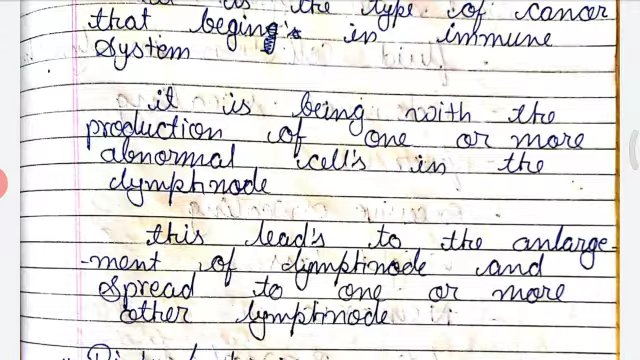 is the type of cancer
that begin's in immune
system
it is being with the
production of one or more
abnormal cell's in the
lymphnode
this lead's to the anlarge-
-ment of lymphnode and
spread to one or more
other lymphnode